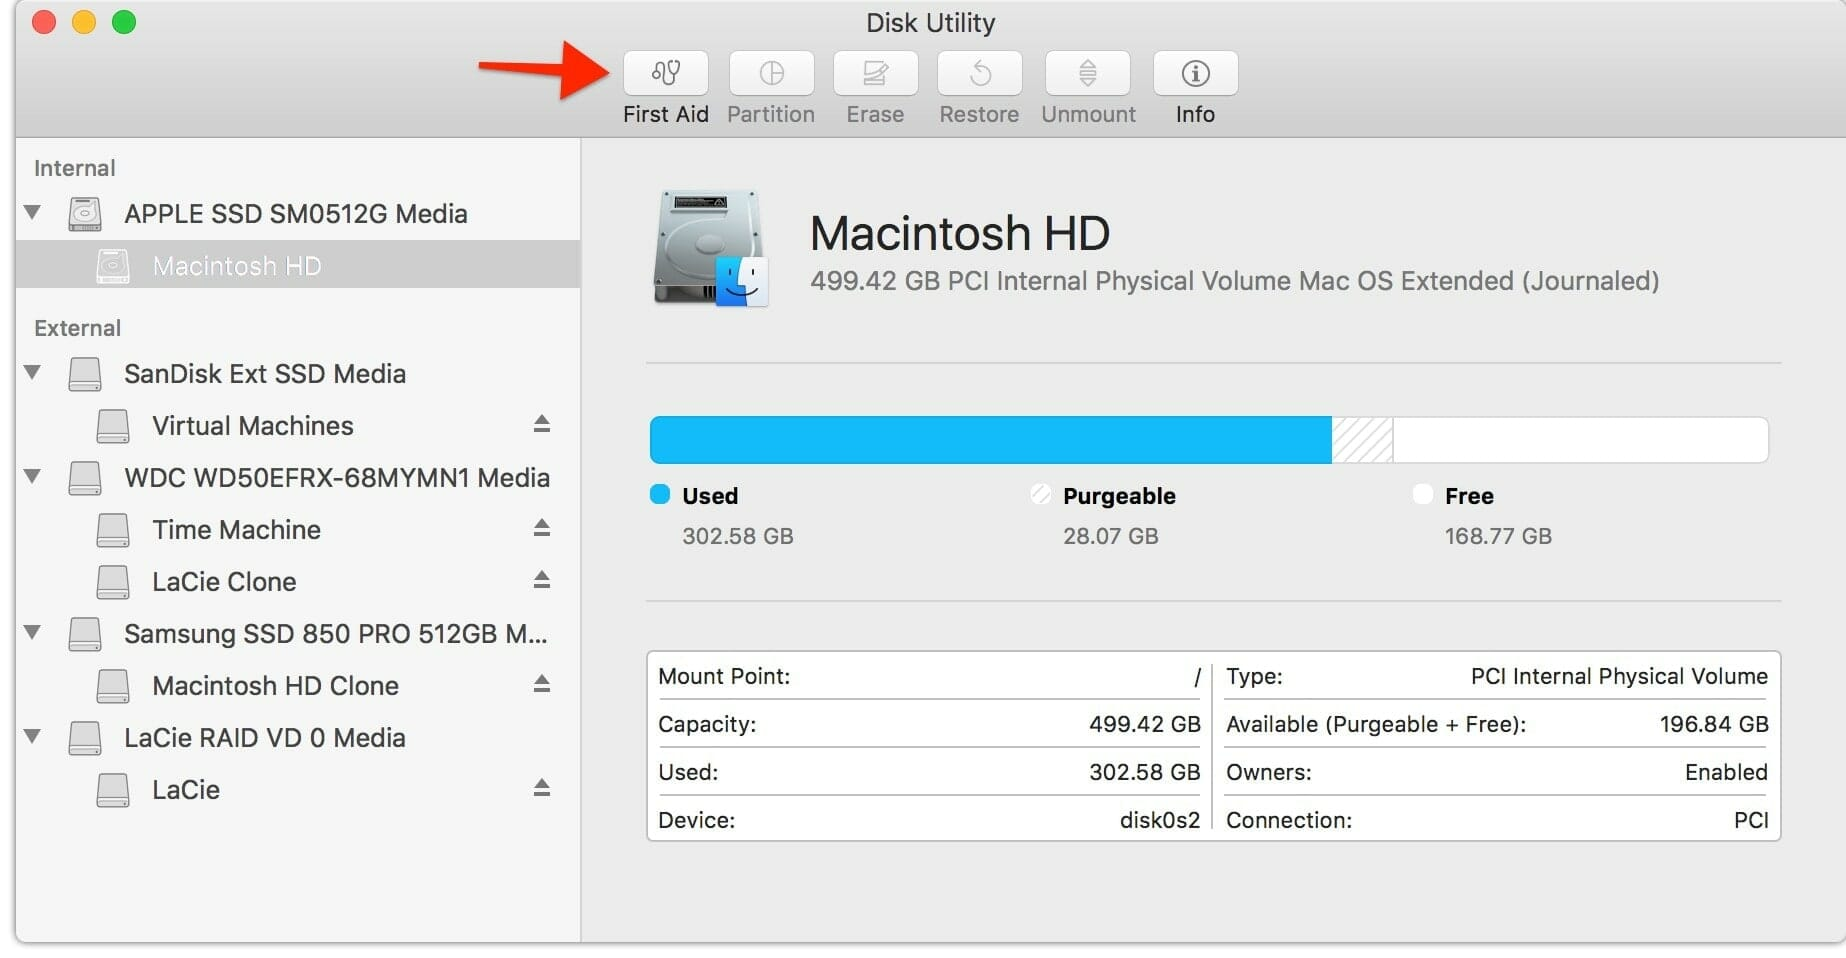 Disk Utility
First Aid Partition Erase Restore Unmount Info
Internal
APPLE SSD SM0512G Media
Macintosh HD
External
SanDisk Ext SSD Media
Virtual Machines
WDC WD50EFRX-68MYMN1 Media
Time Machine
LaCie Clone
Samsung SSD 850 PRO 512GB M...
Macintosh HD Clone
LaCie RAID VD 0 Media
LaCie
Macintosh HD
499.42 GB PCI Internal Physical Volume Mac OS Extended (Journaled)
Used Purgeable Free
302.58 GB 28.07 GB 168.77 GB
Mount Point: / Type: PCI Internal Physical Volume
Capacity: 499.42 GB Available (Purgeable + Free): 196.84 GB
Used: 302.58 GB Owners: Enabled
Device: disk0s2 Connection: PCI